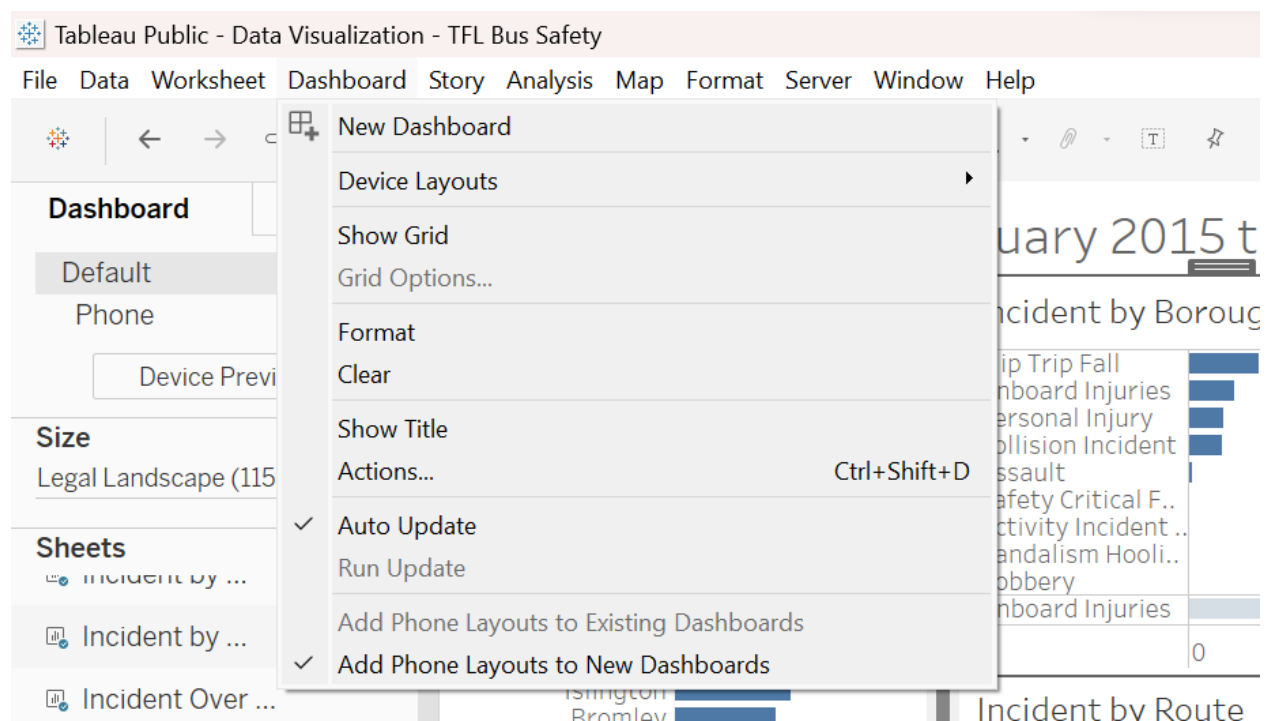 Tableau Public - Data Visualization - TFL Bus Safety
File Data Worksheet Dashboard Story Analysis Map Format Server Window Help
New Dashboard
Device Layouts
Show Grid
Grid Options...
Format
Clear
Show Title
Actions... Ctrl+Shift+D
Auto Update
Run Update
Add Phone Layouts to Existing Dashboards
Add Phone Layouts to New Dashboards
Dashboard
Default
Phone
Device Previ
Size
Legal Landscape (115
Sheets
Incident by ...
Incident by ...
Incident Over ...
T
uary 2015 t
ncident by Boroug
ip Trip Fall
nboard Injuries
ersonal Injury
ollision Incident
ssault
afety Critical F..
ctivity Incident ..
andalism Hooli..
obbery
nboard Injuries
0
Islington
Bromley
Incident by Route